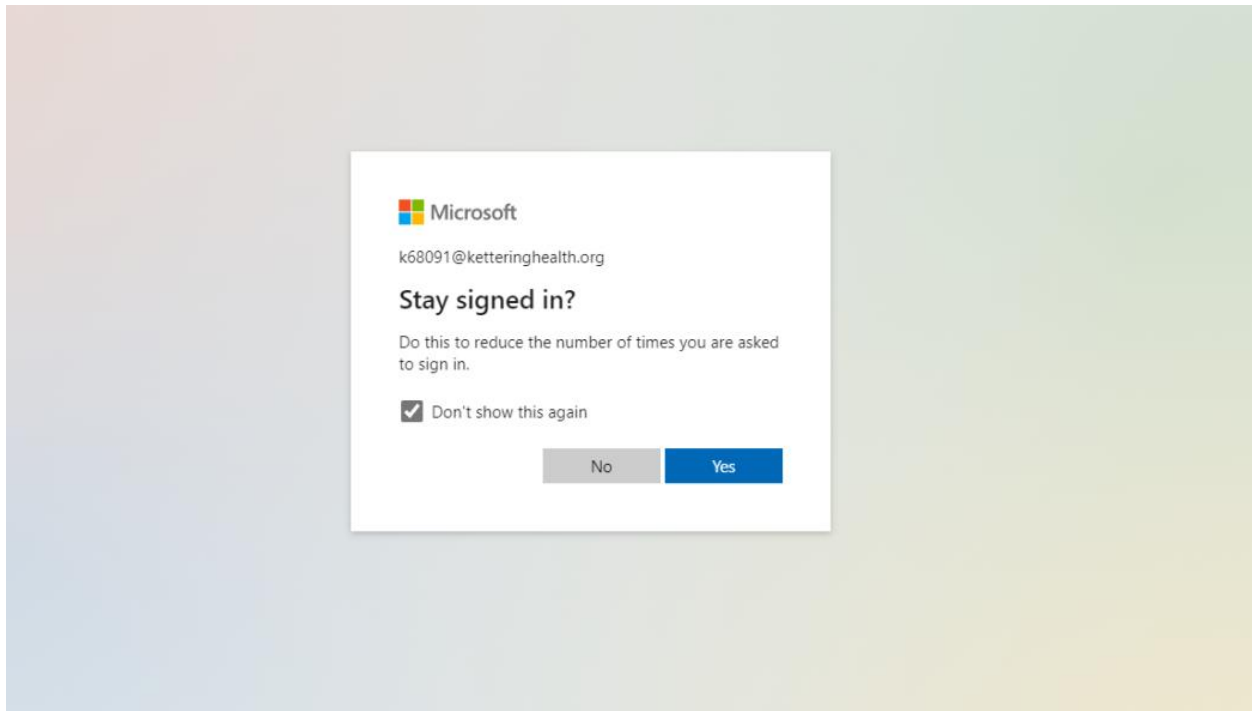 Microsoft
k68091@ketteringhealth.org
Stay signed in?
Do this to reduce the number of times you are asked
to sign in.
Don't show this again
No Yes